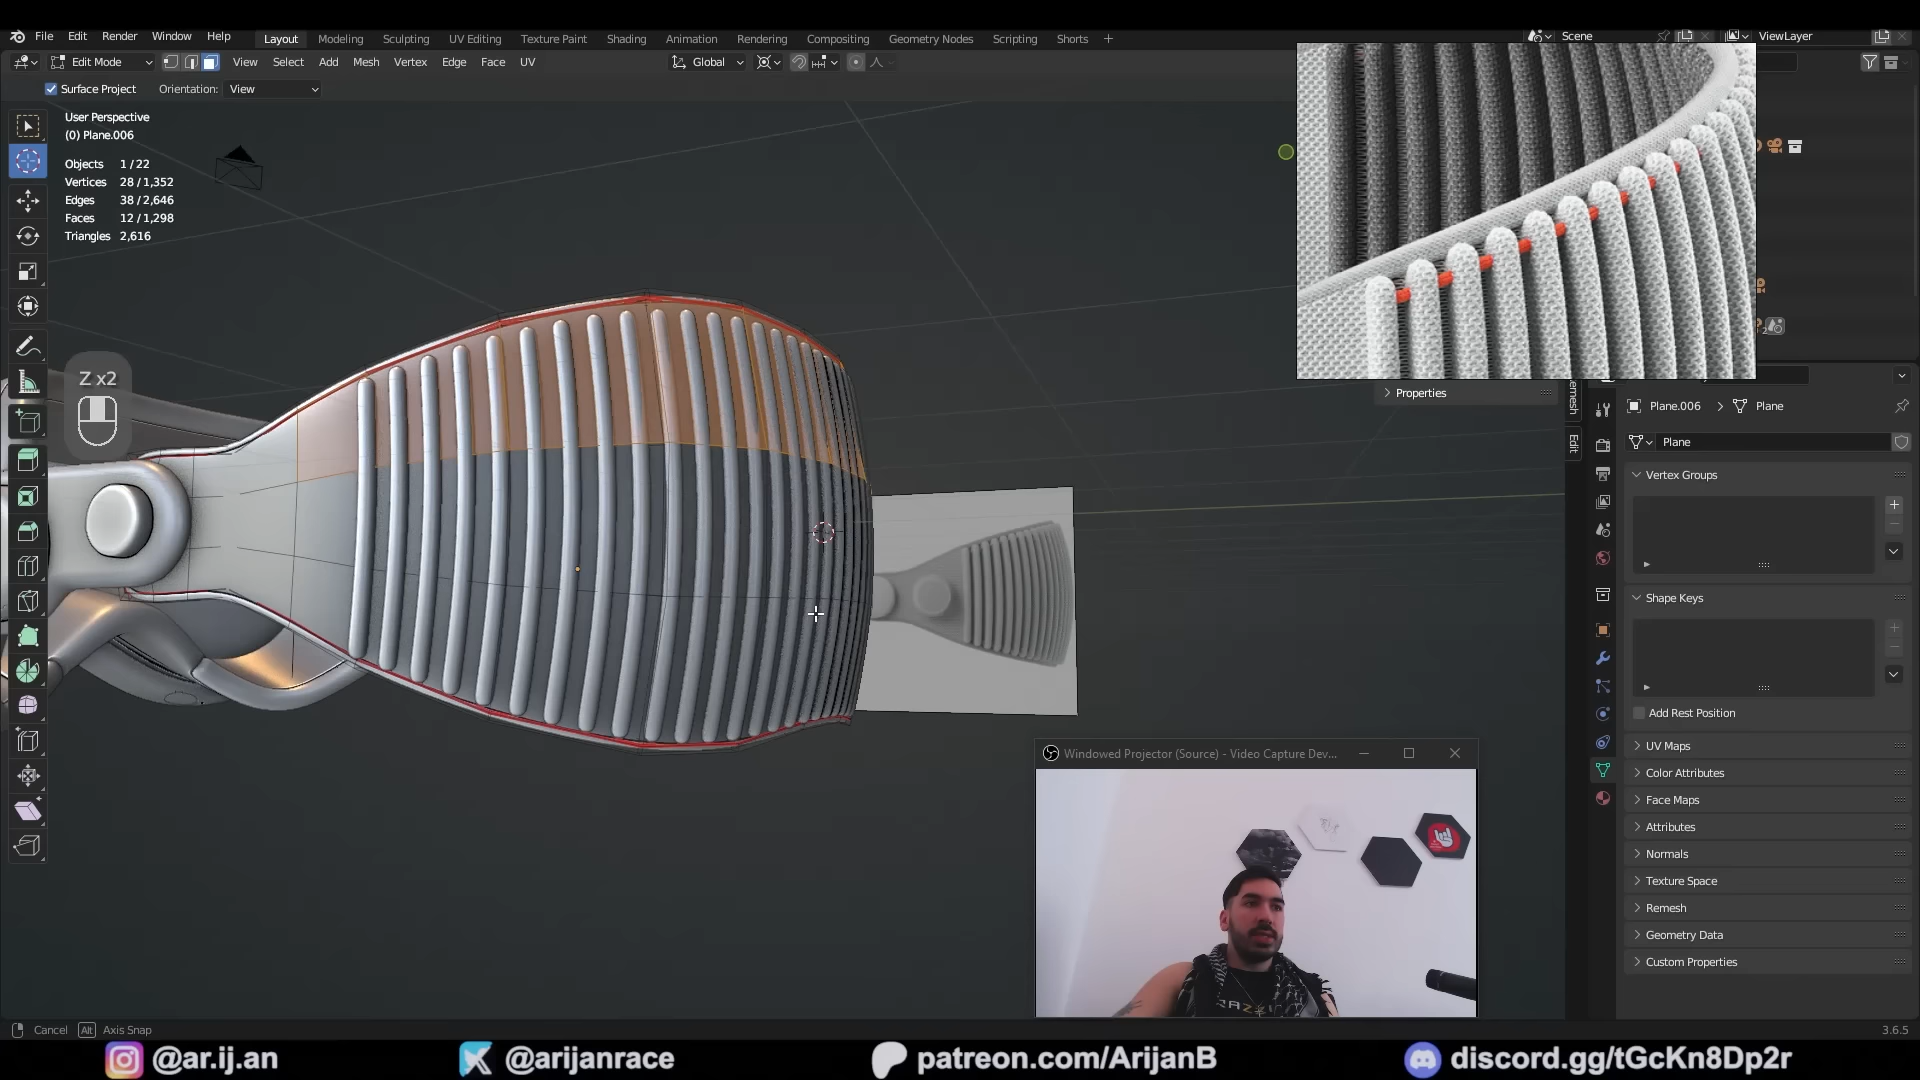 File Edit Render Window Help
Layout Modeling Sculpting UV Editing Texture Paint Shading Animation Rendering Compositing Geometry Nodes Scripting Shorts +
Scene
ViewLayer
Edit Mode
View Select Add Mesh Vertex Edge Face UV
Global
Surface Project Orientation: View
User Perspective
(0) Plane.006
Objects 1 / 22
Vertices 28 / 1,352
Edges 38 / 2,646
Faces 12 / 1,298
Triangles 2,616
Z x2
Properties
Edit
Plane.006 Plane
Plane
Vertex Groups
Shape Keys
Add Rest Position
UV Maps
Color Attributes
Face Maps
Attributes
Normals
Texture Space
Remesh
Geometry Data
Custom Properties
Windowed Projector (Source) - Video Capture Dev...
Cancel Alt Axis Snap
3.6.5
@ar.ij.an
@arijanrace
patreon.com/ArijanB
discord.gg/tGcKn8Dp2r